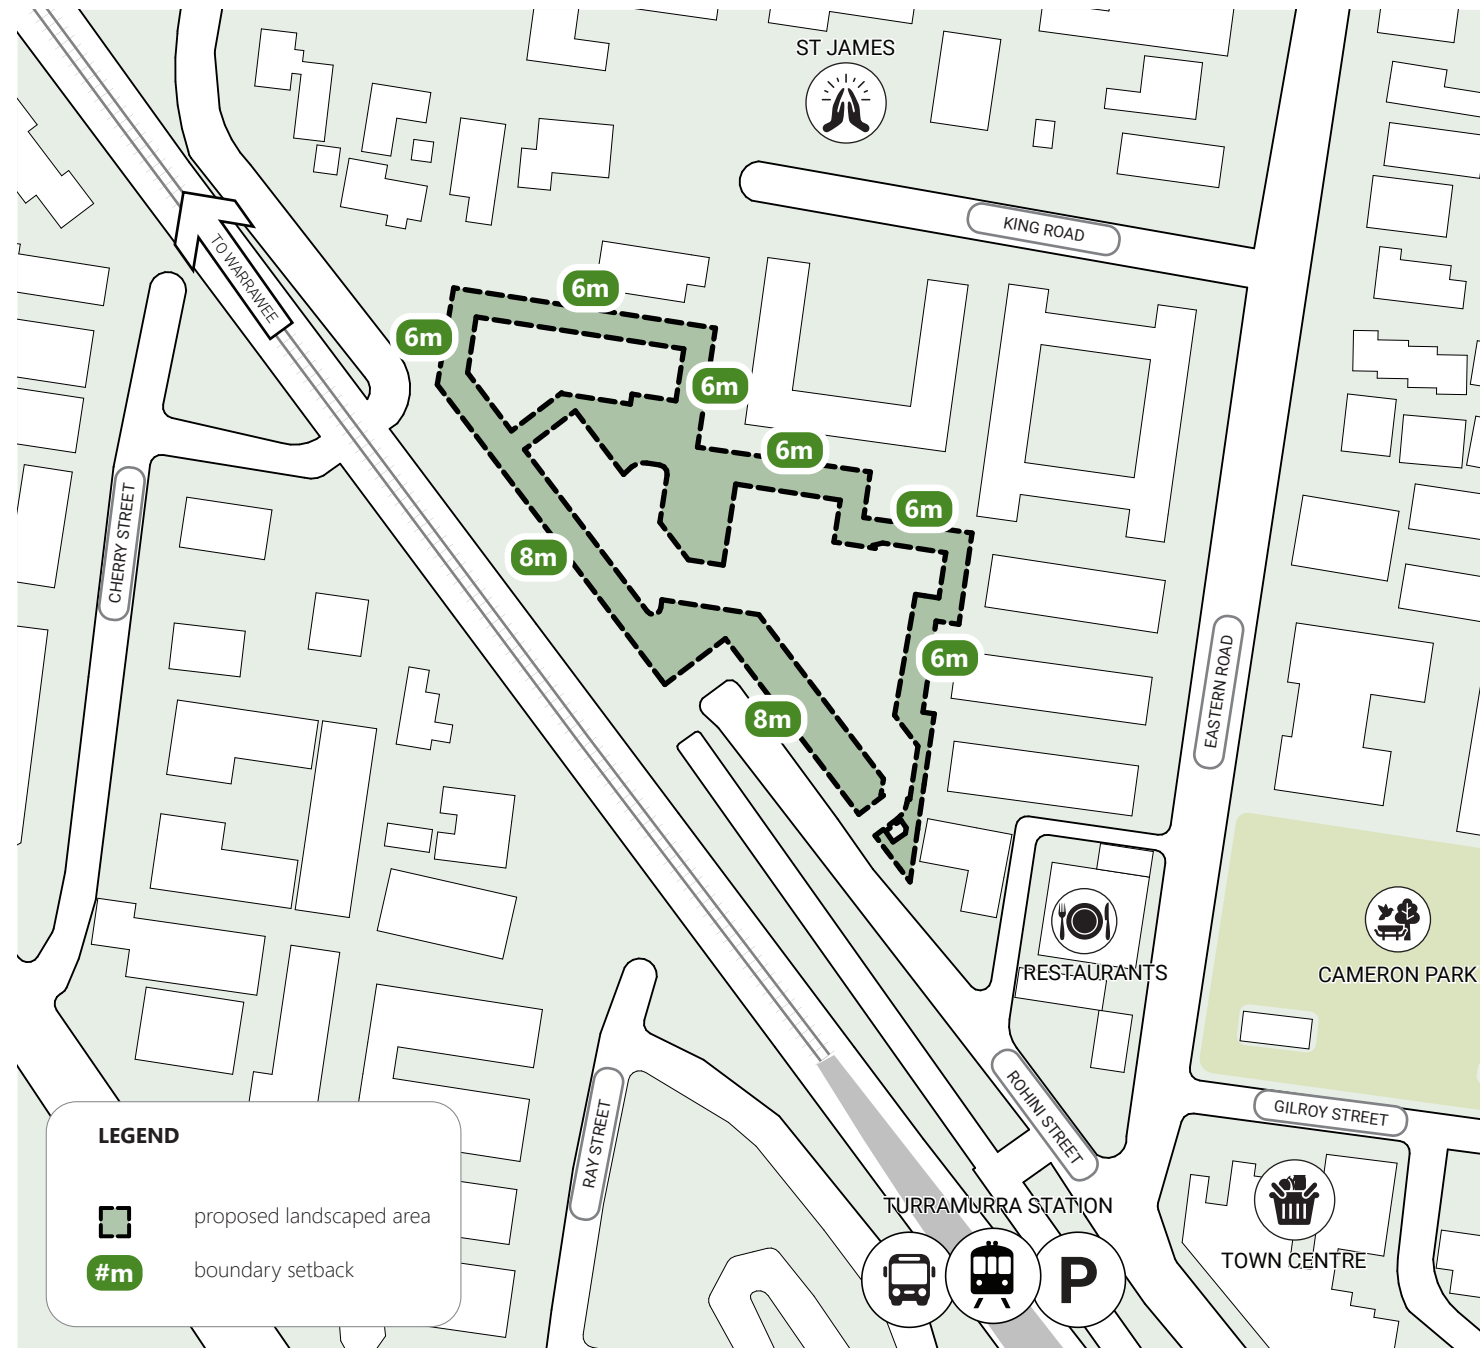 ST JAMES
KING ROAD
TO WARRAWEE
6m
6m
6m
6m
6m
8m
6m
8m
CHERRY STREET
EASTERN ROAD
RESTAURANTS
CAMERON PARK
ROHINI STREET
GILROY STREET
RAY STREET
TURRAMURRA STATION
P
TOWN CENTRE
LEGEND
proposed landscaped area
#m boundary setback